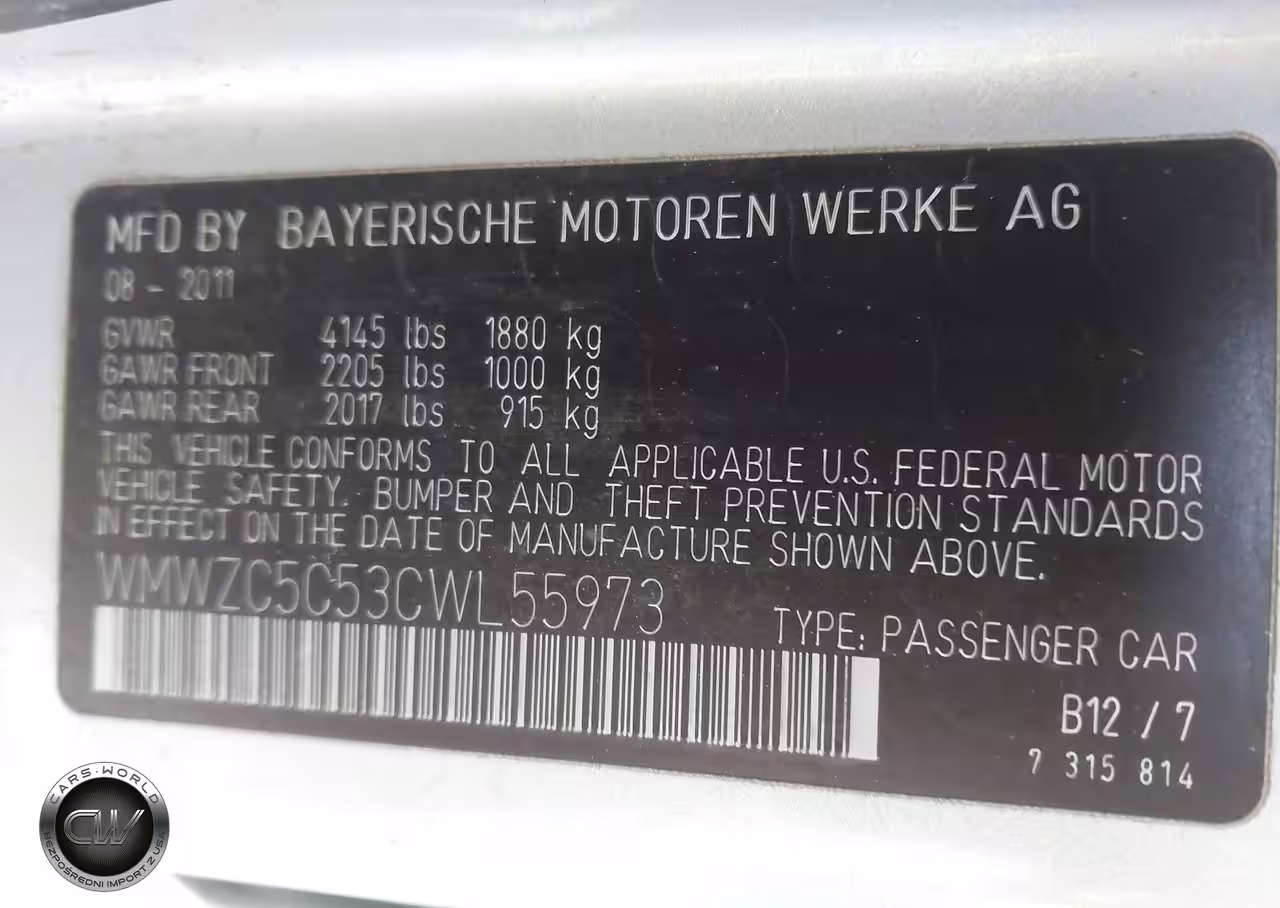 MFD BY BAYERISCHE MOTOREN WERKE AG
08 - 2011
GVWR 4145 lbs 1880 kg
GAWR FRONT 2205 lbs 1000 kg
GAWR REAR 2017 lbs 915 kg
THIS VEHICLE CONFORMS TO ALL APPLICABLE U.S. FEDERAL MOTOR
VEHICLE SAFETY, BUMPER AND THEFT PREVENTION STANDARDS
IN EFFECT ON THE DATE OF MANUFACTURE SHOWN ABOVE.
WMWZC5C53CWL55973
TYPE: PASSENGER CAR
B12 / 7
7 315 814
CARS·WORLD
CW
BEZPOŚREDNI IMPORT Z USA